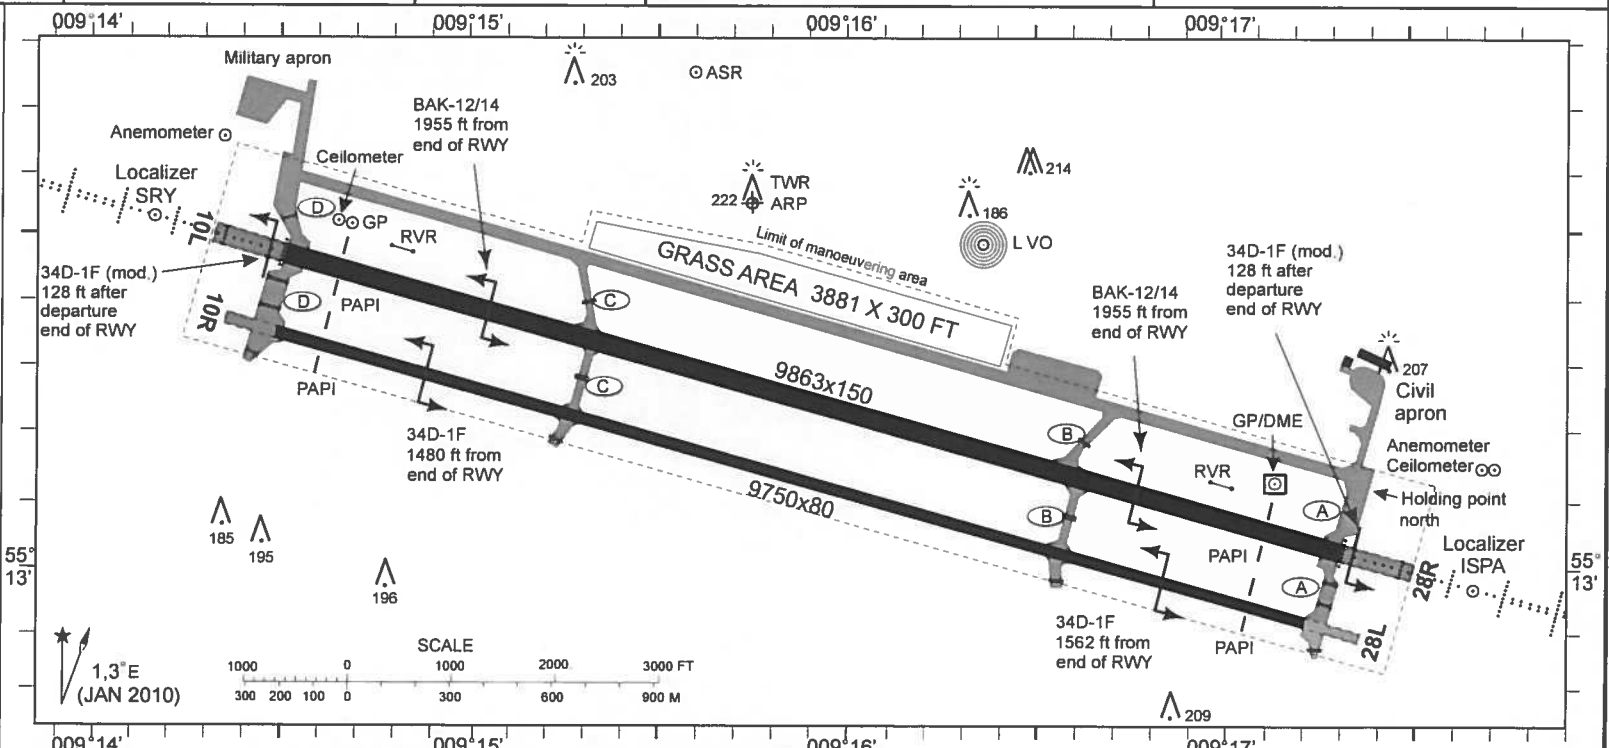 009°14'
009°15'
009°16'
009°17'
Military apron
203
ASR
BAK-12/14
1955 ft from
end of RWY
Anemometer
Ceilometer
Localizer
SRY
D
GP
RVR
10L
34D-1F (mod.)
128 ft after
departure
end of RWY
D
PAPI
10R
PAPI
222
TWR
ARP
214
186
LVO
Limit of manoeuvering area
GRASS AREA 3881 X 300 FT
C
C
34D-1F (mod.)
128 ft after
departure
end of RWY
BAK-12/14
1955 ft from
end of RWY
207
Civil
apron
9863x150
GP/DME
34D-1F
1480 ft from
end of RWY
B
RVR
Anemometer
Ceilometer
9750x80
B
A
Holding point
north
185
195
196
PAPI
A
Localizer
ISPA
28R
55°
13'
55°
13'
34D-1F
1562 ft from
end of RWY
PAPI
28L
1,3°E
(JAN 2010)
SCALE
1000 0 1000 2000 3000 FT
300 200 100 0 300 600 900 M
209
009°14'
009°15'
009°16'
009°17'